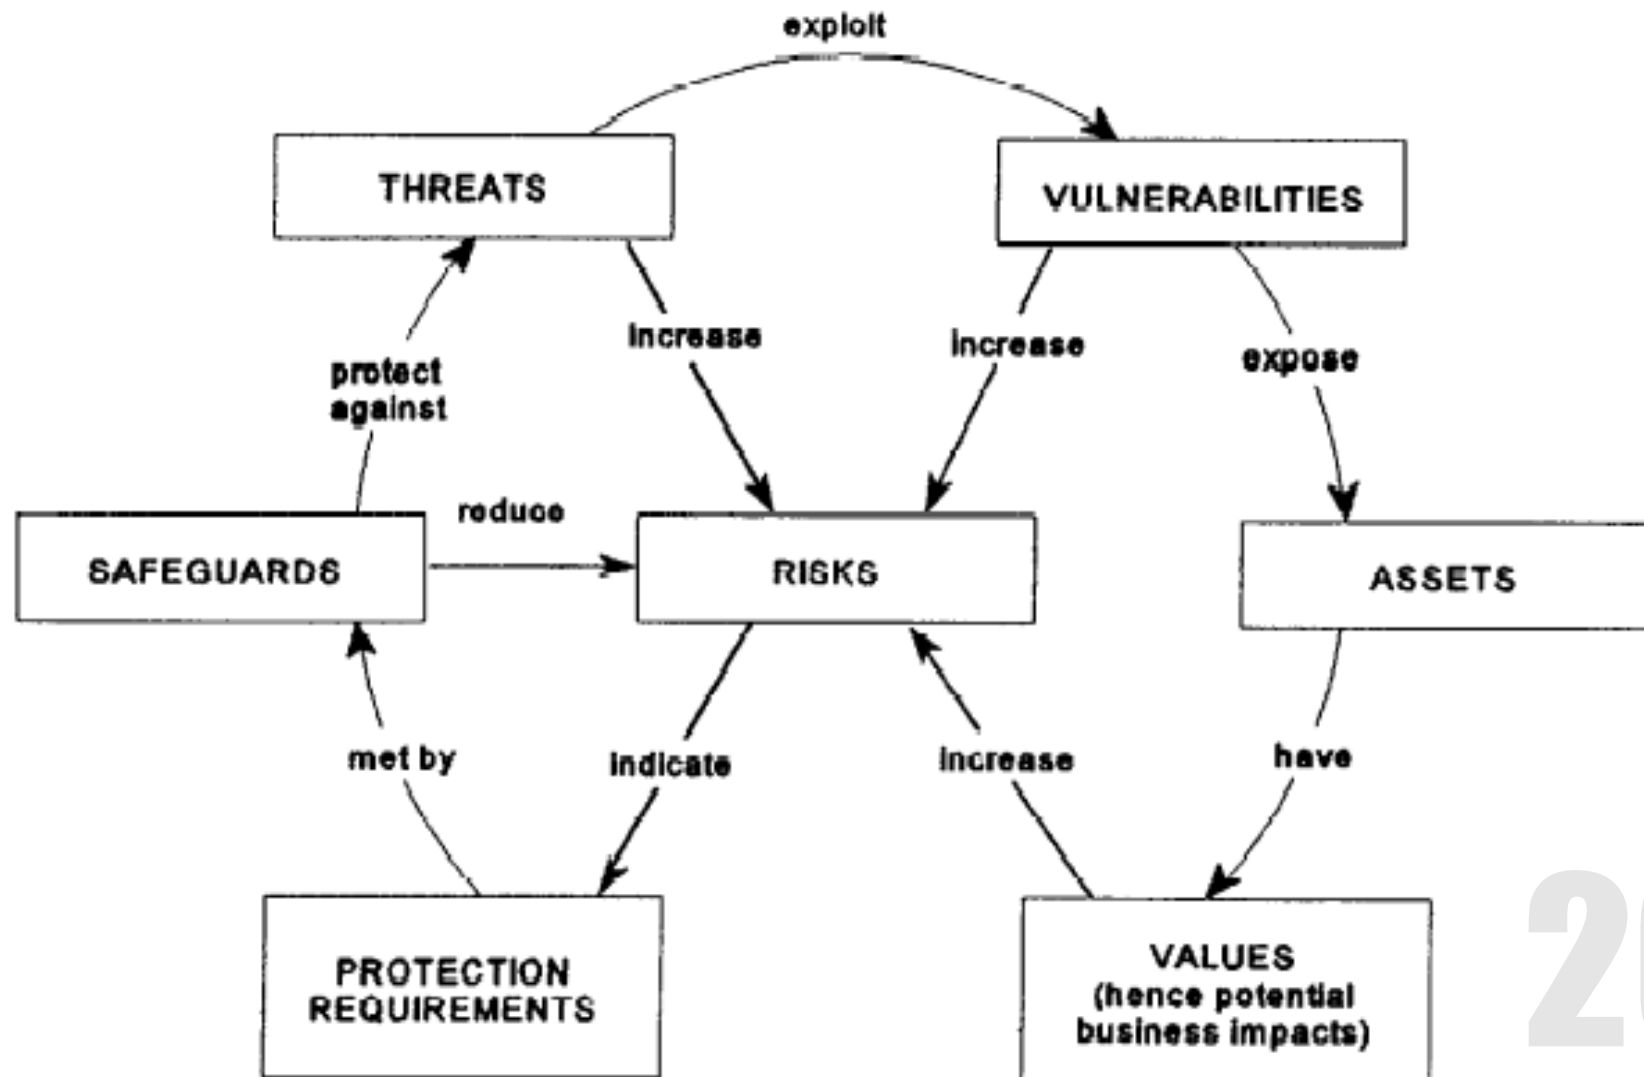 exploit
THREATS
VULNERABILITIES
increase
increase
expose
protect
against
reduce
SAFEGUARDS
RISKS
ASSETS
met by
indicate
increase
have
PROTECTION
REQUIREMENTS
VALUES
(hence potential
business impacts)